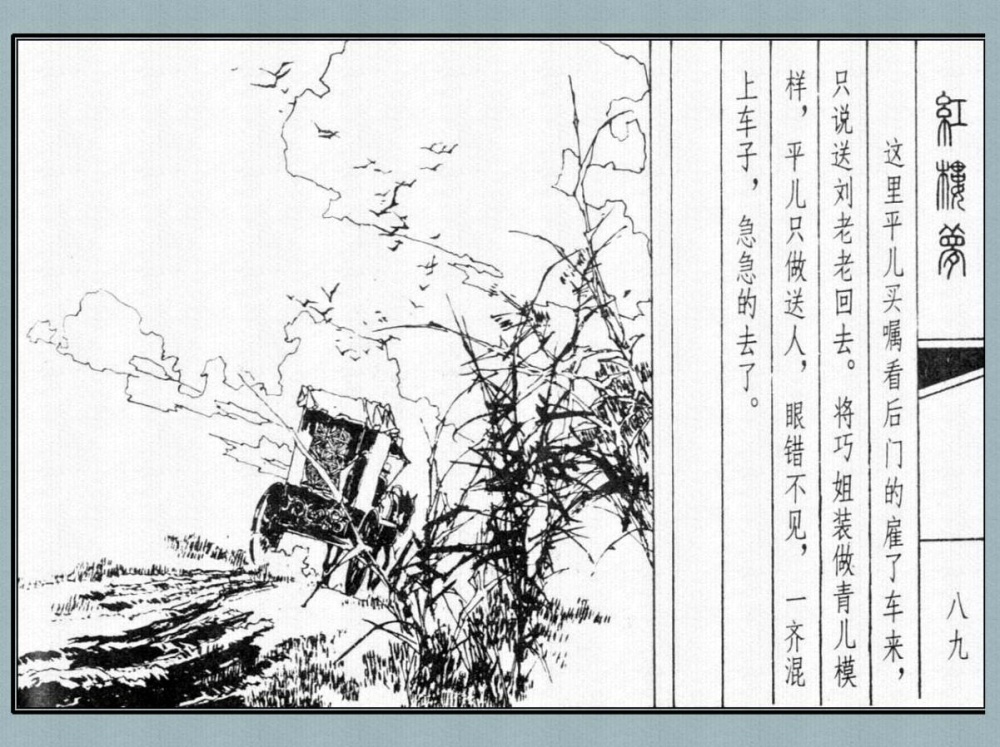 紅樓夢
八九
这里平儿买嘱看后门的雇了车来，
只说送刘老老回去。将巧姐装做青儿模
样，平儿只做送人，眼错不见，一齐混
上车子，急急的去了。